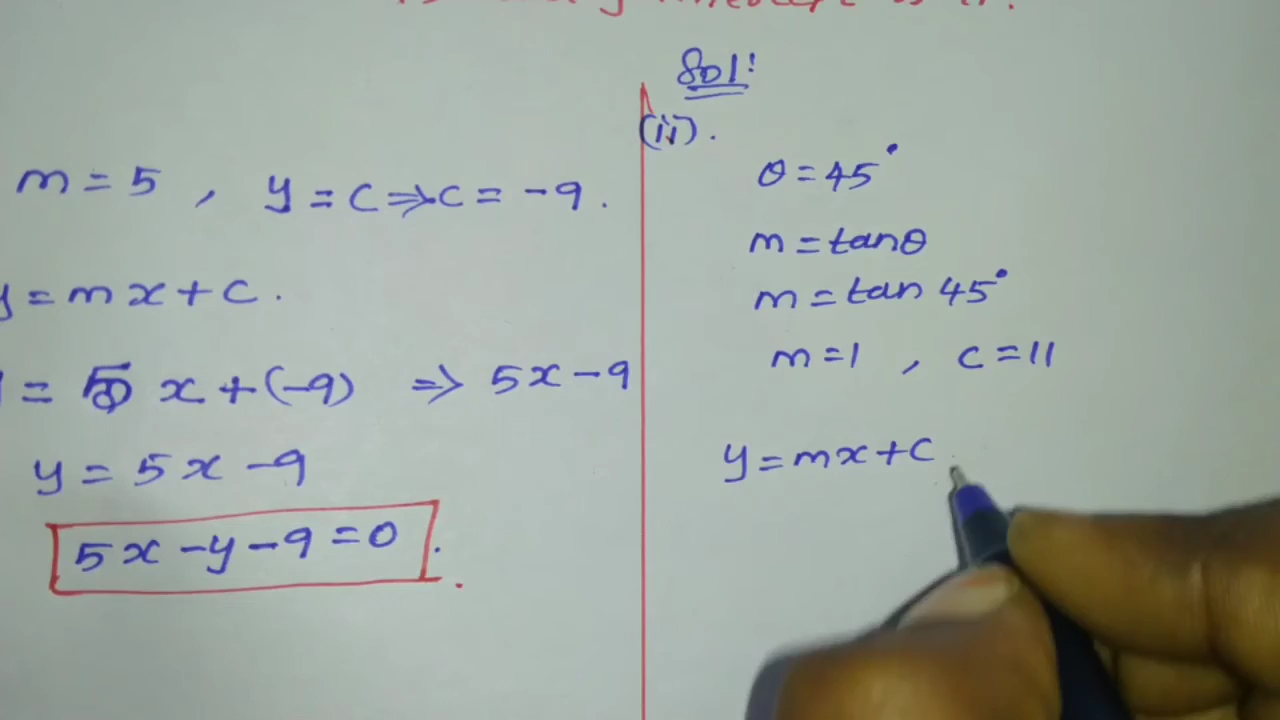 m = 5 , y = c ⇒ c = -9 .
y = mx + c .
= 5 x + (-9) ⇒ 5x - 9
y = 5x - 9
5x - y - 9 = 0 .
Sol:
(ii) .
θ = 45°
m = tanθ
m = tan 45°
m = 1 , c = 11
y = mx + c